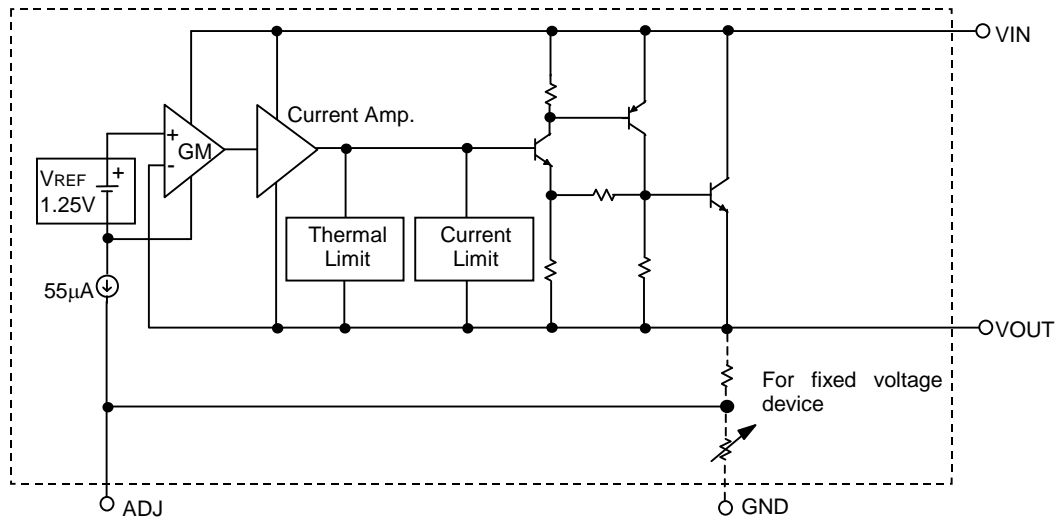 VIN
Current Amp.
+
GM
-
VREF
+
1.25V
Thermal
Limit
Current
Limit
55μA
VOUT
For fixed voltage
device
ADJ
GND